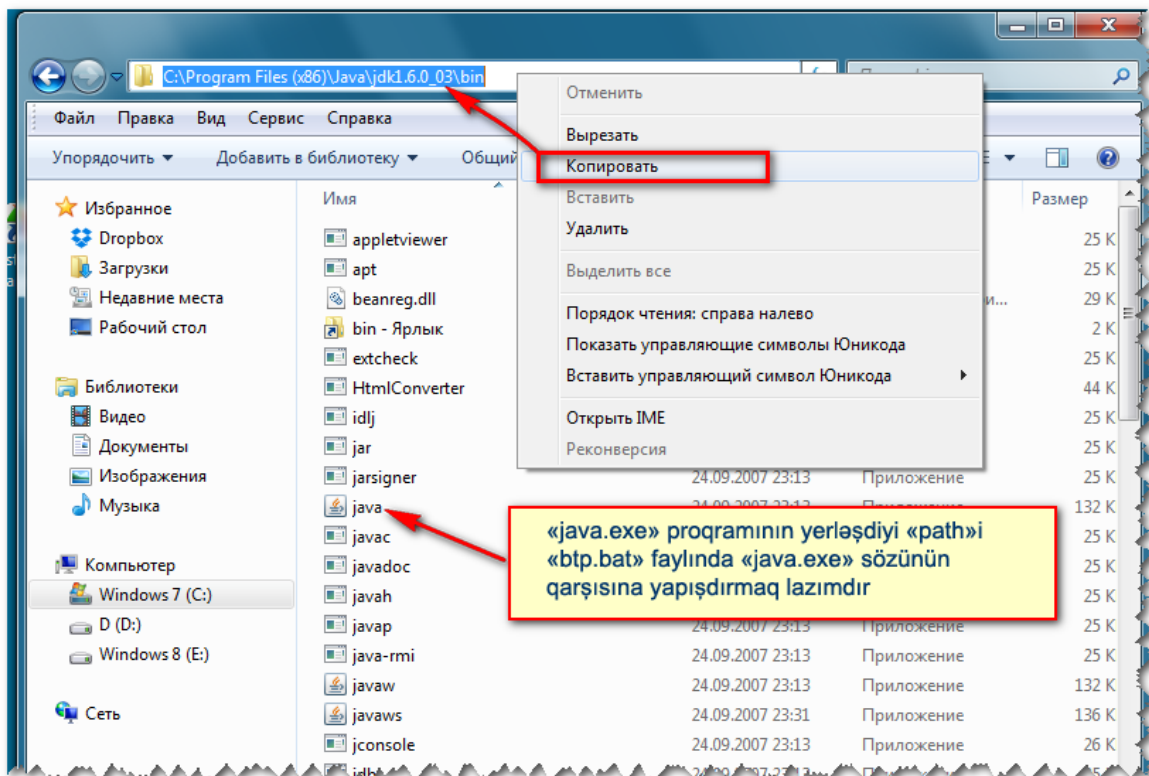 C:\Program Files (x86)\Java\jdk1.6.0_03\bin
Файл Правка Вид Сервис Справка
Упорядочить Добавить в библиотеку Общий
Избранное
Dropbox
Загрузки
Недавние места
Рабочий стол
Библиотеки
Видео
Документы
Изображения
Музыка
Компьютер
Windows 7 (C:)
D (D:)
Windows 8 (E:)
Сеть
Отменить
Вырезать
Копировать
Вставить
Удалить
Выделить все
Порядок чтения: справа налево
Показать управляющие символы Юникода
Вставить управляющий символ Юникода
Открыть IME
Реконверсия
Имя Размер
appletviewer 25 К
apt 25 К
beanreg.dll 29 К
bin - Ярлык 2 К
extcheck 25 К
HtmlConverter 44 К
idlj 25 К
jar 25 К
jarsigner 24.09.2007 23:13 Приложение 25 К
java 24.09.2007 23:13 Приложение 132 К
javac 25 К
javadoc 25 К
javah 25 К
javap 24.09.2007 23:13 Приложение 25 К
java-rmi 24.09.2007 23:13 Приложение 25 К
javaw 24.09.2007 23:13 Приложение 132 К
javaws 24.09.2007 23:31 Приложение 136 К
jconsole 24.09.2007 23:13 Приложение 26 К
«java.exe» proqramının yerləşdiyi «path»i
«btp.bat» faylında «java.exe» sözünün
qarşısına yapışdırmaq lazımdır